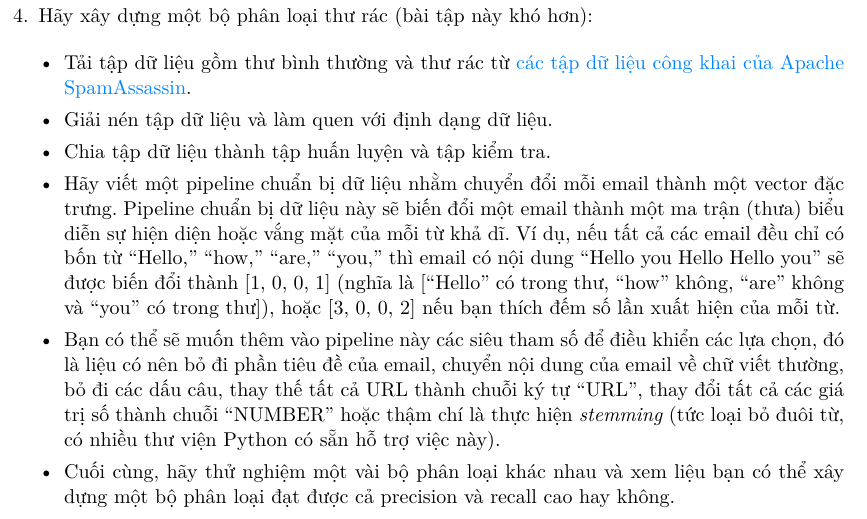 4. Hãy xây dựng một bộ phân loại thư rác (bài tập này khó hơn):
• Tải tập dữ liệu gồm thư bình thường và thư rác từ các tập dữ liệu công khai của Apache
SpamAssassin.
• Giải nén tập dữ liệu và làm quen với định dạng dữ liệu.
• Chia tập dữ liệu thành tập huấn luyện và tập kiểm tra.
• Hãy viết một pipeline chuẩn bị dữ liệu nhằm chuyển đổi mỗi email thành một vector đặc
trưng. Pipeline chuẩn bị dữ liệu này sẽ biến đổi một email thành một ma trận (thưa) biểu
diễn sự hiện diện hoặc vắng mặt của mỗi từ khả dĩ. Ví dụ, nếu tất cả các email đều chỉ có
bốn từ “Hello,” “how,” “are,” “you,” thì email có nội dung “Hello you Hello Hello you” sẽ
được biến đổi thành [1, 0, 0, 1] (nghĩa là [“Hello” có trong thư, “how” không, “are” không
và “you” có trong thư]), hoặc [3, 0, 0, 2] nếu bạn thích đếm số lần xuất hiện của mỗi từ.
• Bạn có thể sẽ muốn thêm vào pipeline này các siêu tham số để điều khiển các lựa chọn, đó
là liệu có nên bỏ đi phần tiêu đề của email, chuyển nội dung của email về chữ viết thường,
bỏ đi các dấu câu, thay thế tất cả URL thành chuỗi ký tự “URL”, thay đổi tất cả các giá
trị số thành chuỗi “NUMBER” hoặc thậm chí là thực hiện stemming (tức loại bỏ đuôi từ,
có nhiều thư viện Python có sẵn hỗ trợ việc này).
• Cuối cùng, hãy thử nghiệm một vài bộ phân loại khác nhau và xem liệu bạn có thể xây
dựng một bộ phân loại đạt được cả precision và recall cao hay không.